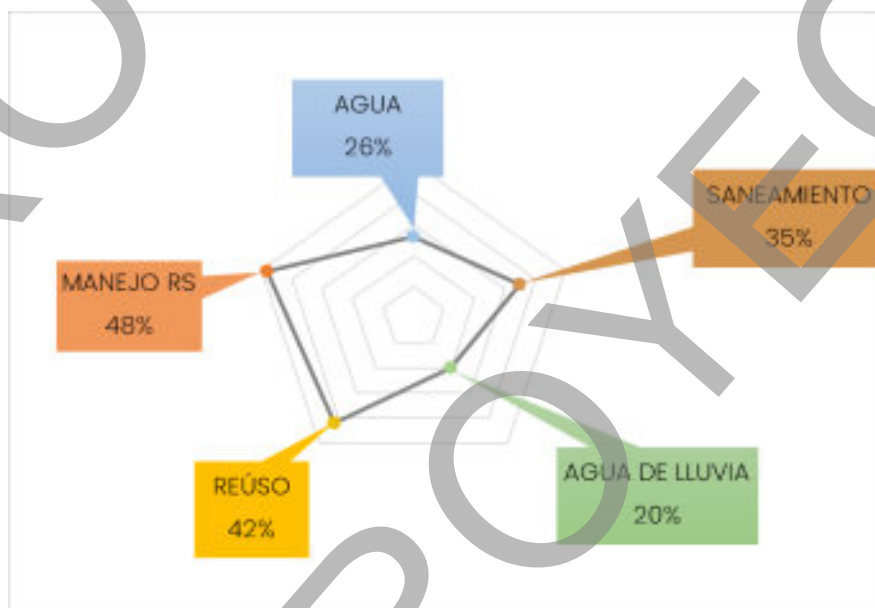 AGUA
26%
SANEAMIENTO
35%
MANEJO RS
48%
REÚSO
42%
AGUA DE LLUVIA
20%